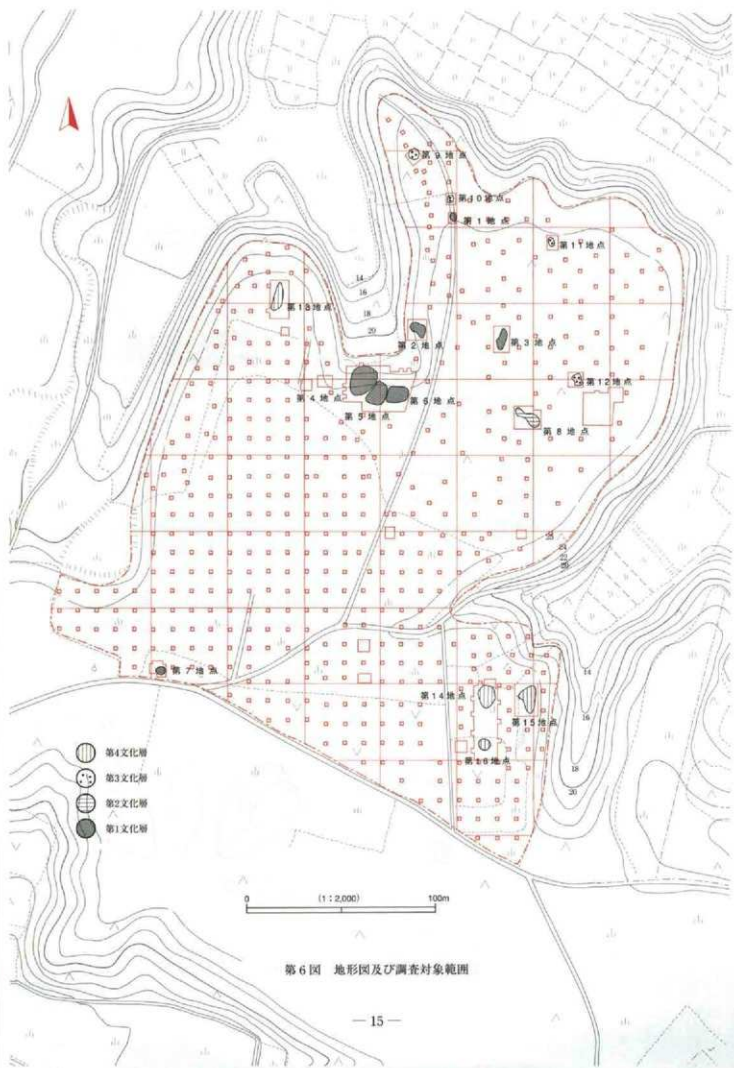 第9地点
第10地点
第1地点
第11地点
14
16
18
20
第13地点
第2地点
第3地点
第12地点
第4地点
第5地点
第6地点
第8地点
24
第7地点
14
16
18
20
第14地点
第15地点
第16地点
第4文化層
第3文化層
第2文化層
第1文化層
0 (1:2,000) 100m
第6図 地形図及び調査対象範囲
— 15 —